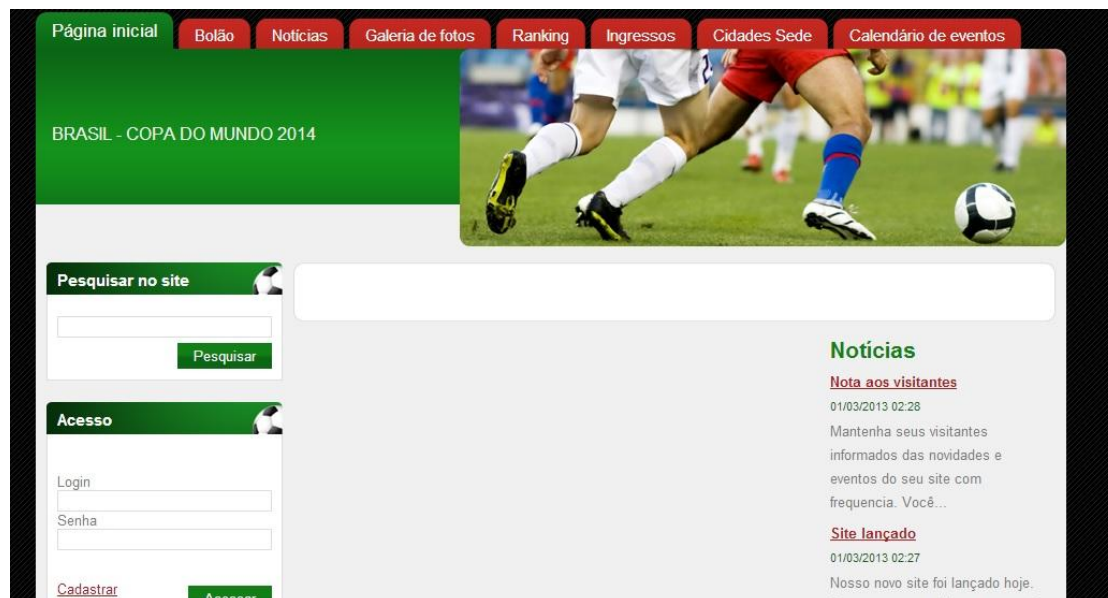 Página inicial
Bolão
Notícias
Galeria de fotos
Ranking
Ingressos
Cidades Sede
Calendário de eventos
BRASIL - COPA DO MUNDO 2014
Pesquisar no site
Pesquisar
Acesso
Login
Senha
Cadastrar
Acessar
Notícias
Nota aos visitantes
01/03/2013 02:28
Mantenha seus visitantes
informados das novidades e
eventos do seu site com
frequencia. Você...
Site lançado
01/03/2013 02:27
Nosso novo site foi lançado hoje.